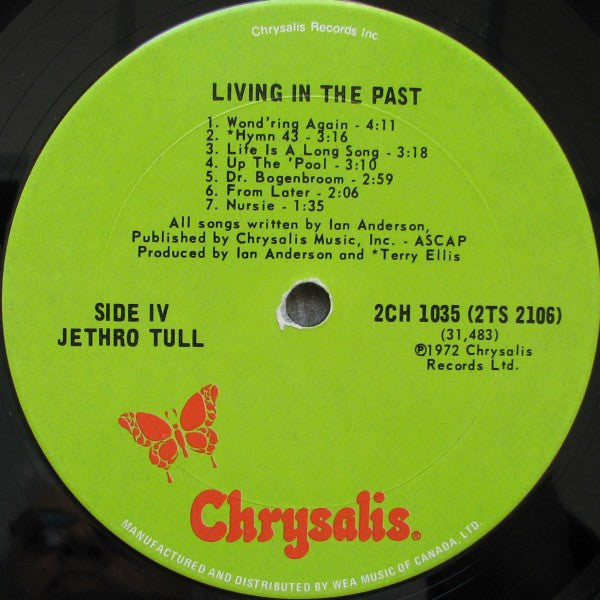 Chrysalis Records Inc.
LIVING IN THE PAST
1. Wond'ring Again - 4:11
2. *Hymn 43 - 3:16
3. Life Is A Long Song - 3:18
4. Up The 'Pool - 3:10
5. Dr. Bogenbroom - 2:59
6. From Later - 2:06
7. Nursie - 1:35
All songs written by Ian Anderson,
Published by Chrysalis Music, Inc. - ASCAP
Produced by Ian Anderson and *Terry Ellis
SIDE IV
JETHRO TULL
2CH 1035 (2TS 2106)
(31,483)
℗1972 Chrysalis
Records Ltd.
Chrysalis®
MANUFACTURED AND DISTRIBUTED BY WEA MUSIC OF CANADA, LTD.